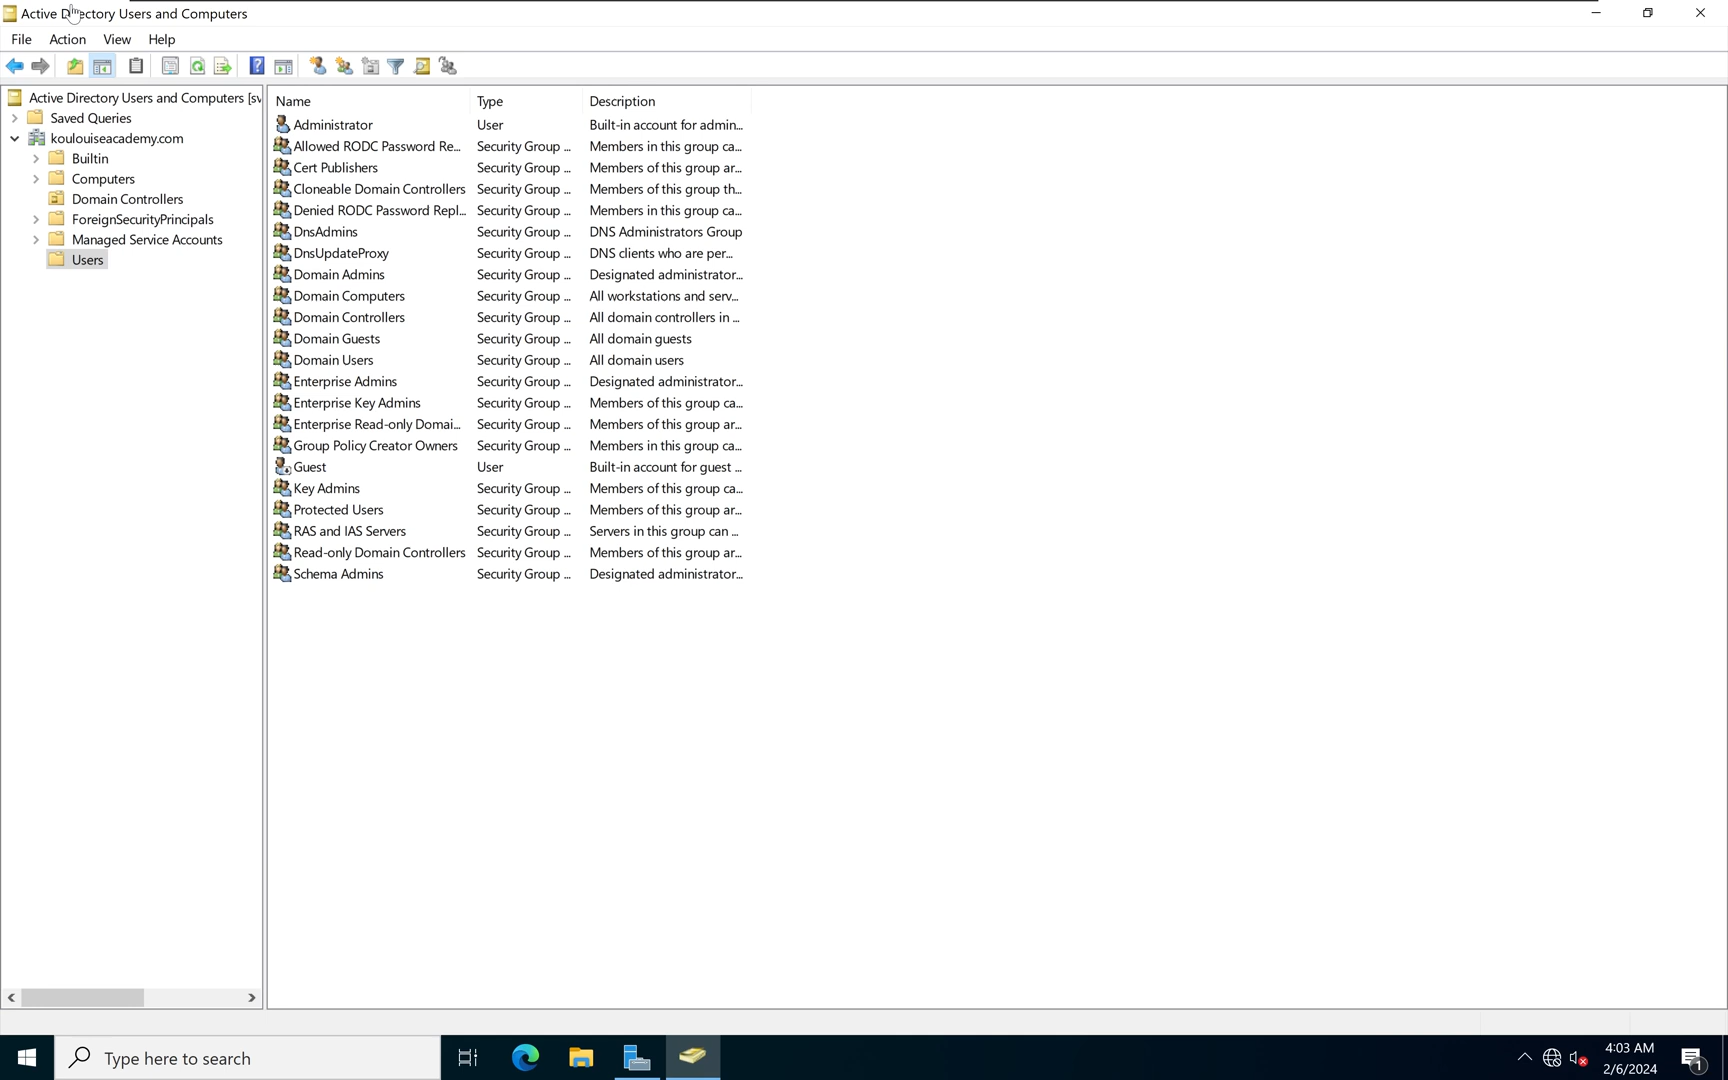 Active Directory Users and Computers
File Action View Help
Active Directory Users and Computers [sv
Saved Queries
koulouiseacademy.com
Builtin
Computers
Domain Controllers
ForeignSecurityPrincipals
Managed Service Accounts
Users
Name Type Description
Administrator User Built-in account for admin...
Allowed RODC Password Re... Security Group ... Members in this group ca...
Cert Publishers Security Group ... Members of this group ar...
Cloneable Domain Controllers Security Group ... Members of this group th...
Denied RODC Password Repl... Security Group ... Members in this group ca...
DnsAdmins Security Group ... DNS Administrators Group
DnsUpdateProxy Security Group ... DNS clients who are per...
Domain Admins Security Group ... Designated administrator...
Domain Computers Security Group ... All workstations and serv...
Domain Controllers Security Group ... All domain controllers in ...
Domain Guests Security Group ... All domain guests
Domain Users Security Group ... All domain users
Enterprise Admins Security Group ... Designated administrator...
Enterprise Key Admins Security Group ... Members of this group ca...
Enterprise Read-only Domai... Security Group ... Members of this group ar...
Group Policy Creator Owners Security Group ... Members in this group ca...
Guest User Built-in account for guest ...
Key Admins Security Group ... Members of this group ca...
Protected Users Security Group ... Members of this group ar...
RAS and IAS Servers Security Group ... Servers in this group can ...
Read-only Domain Controllers Security Group ... Members of this group ar...
Schema Admins Security Group ... Designated administrator...
Type here to search
4:03 AM
2/6/2024
1